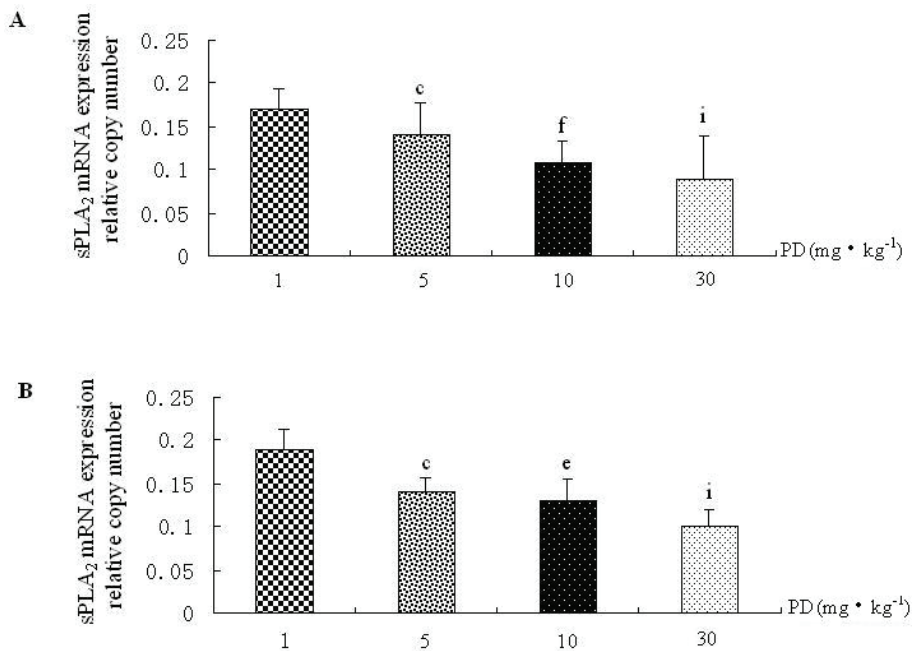 A
sPLA₂ mRNA expression
relative copy number
0.25
0.2
0.15
0.1
0.05
0
c
f
i
1
5
10
30
PD (mg • kg⁻¹)
B
sPLA₂ mRNA expression
relative copy number
0.25
0.2
0.15
0.1
0.05
0
c
e
i
1
5
10
30
PD (mg • kg⁻¹)